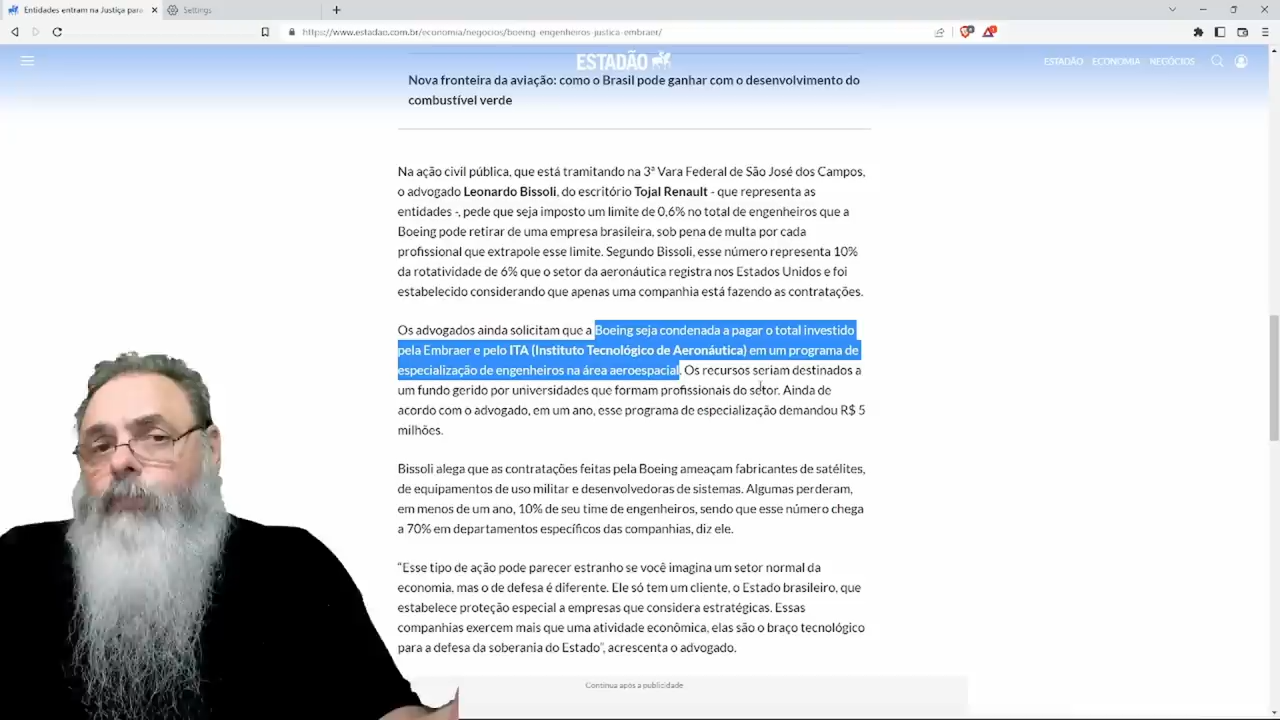 Entidades entram na Justiça para
Settings
https://www.estadao.com.br/economia/negocios/boeing-engenheiros-justica-embraer/
ESTADÃO
ESTADÃO ECONOMIA NEGÓCIOS
Nova fronteira da aviação: como o Brasil pode ganhar com o desenvolvimento do
combustível verde
Na ação civil pública, que está tramitando na 3ª Vara Federal de São José dos Campos,
o advogado Leonardo Bissoli, do escritório Tojal Renault - que representa as
entidades -, pede que seja imposto um limite de 0,6% no total de engenheiros que a
Boeing pode retirar de uma empresa brasileira, sob pena de multa por cada
profissional que extrapole esse limite. Segundo Bissoli, esse número representa 10%
da rotatividade de 6% que o setor da aeronáutica registra nos Estados Unidos e foi
estabelecido considerando que apenas uma companhia está fazendo as contratações.
Os advogados ainda solicitam que a Boeing seja condenada a pagar o total investido
pela Embraer e pelo ITA (Instituto Tecnológico de Aeronáutica) em um programa de
especialização de engenheiros na área aeroespacial. Os recursos seriam destinados a
um fundo gerido por universidades que formam profissionais do setor. Ainda de
acordo com o advogado, em um ano, esse programa de especialização demandou R$ 5
milhões.
Bissoli alega que as contratações feitas pela Boeing ameaçam fabricantes de satélites,
de equipamentos de uso militar e desenvolvedoras de sistemas. Algumas perderam,
em menos de um ano, 10% de seu time de engenheiros, sendo que esse número chega
a 70% em departamentos específicos das companhias, diz ele.
“Esse tipo de ação pode parecer estranho se você imagina um setor normal da
economia, mas o de defesa é diferente. Ele só tem um cliente, o Estado brasileiro, que
estabelece proteção especial a empresas que considera estratégicas. Essas
companhias exercem mais que uma atividade econômica, elas são o braço tecnológico
para a defesa da soberania do Estado”, acrescenta o advogado.
Continua após a publicidade